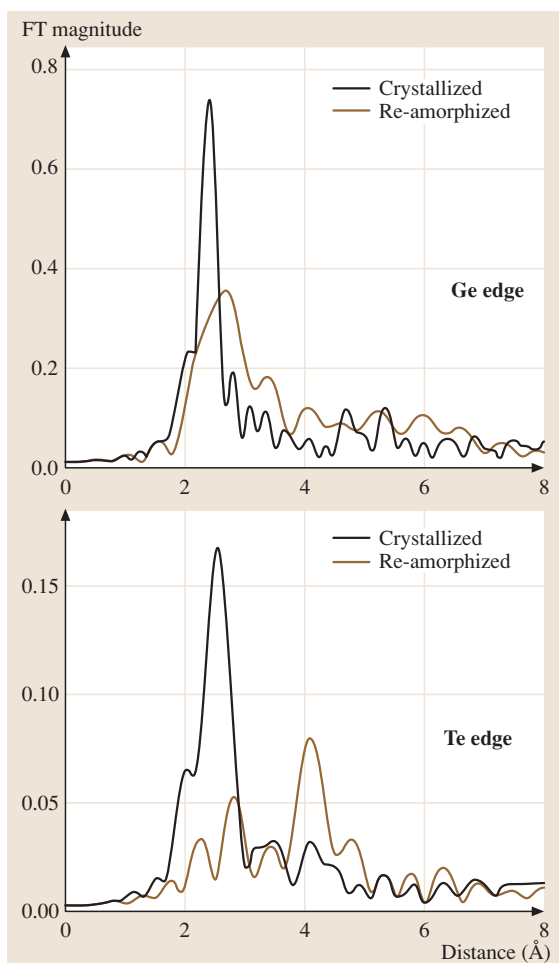 FT magnitude
0.8
Crystallized
Re-amorphized
0.6
0.4
Ge edge
0.2
0.0
0 2 4 6 8
Crystallized
Re-amorphized
0.15
0.10
Te edge
0.05
0.00
0 2 4 6 8
Distance (Å)